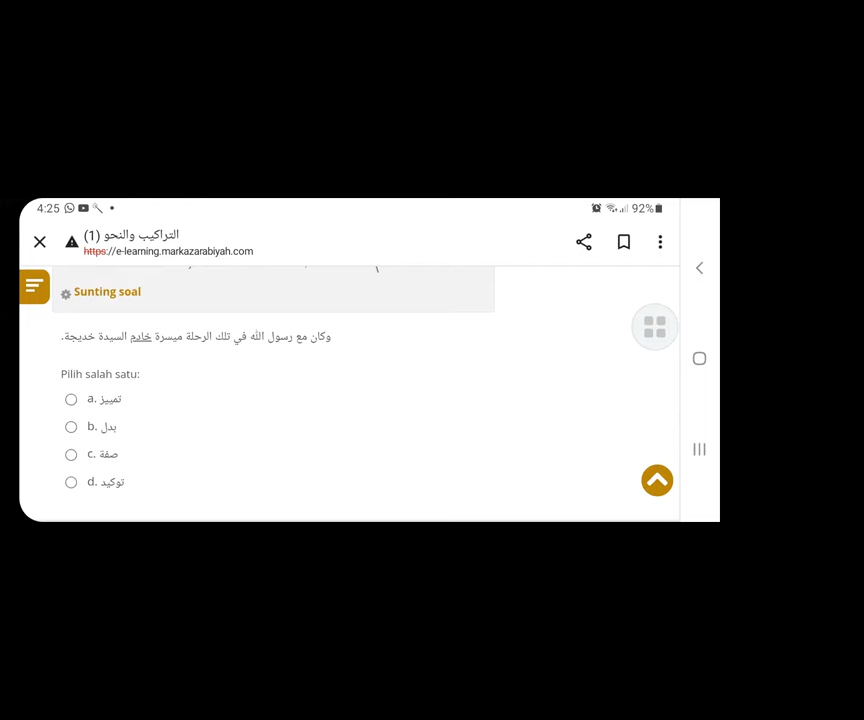 4:25
92%
التراكيب والنحو (1)
https://e-learning.markazarabiyah.com
Sunting soal
وكان مع رسول الله في تلك الرحلة ميسرة خادم السيدة خديجة.
Pilih salah satu:
a. تمييز
b. بدل
c. صفة
d. توكيد